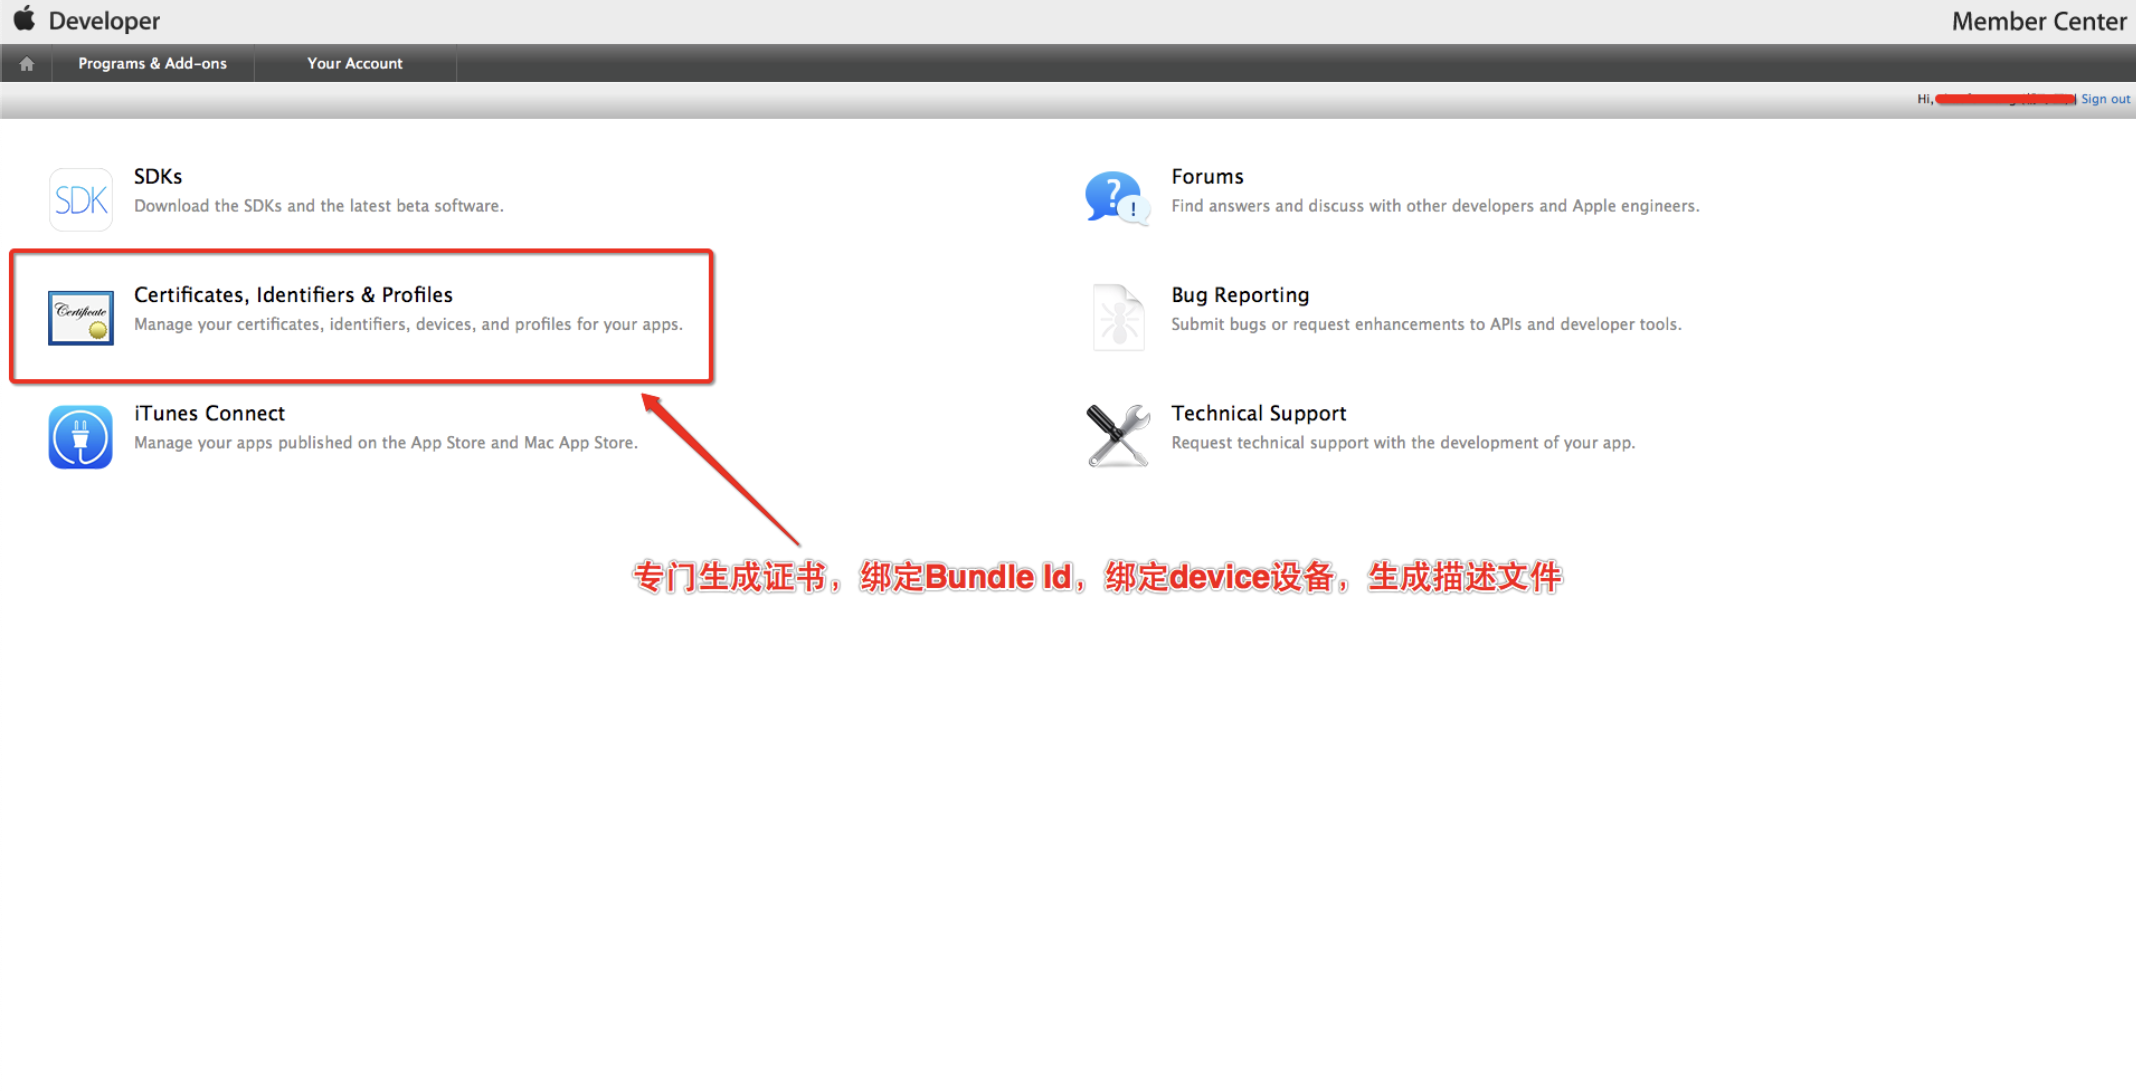 Developer
Member Center
Programs & Add-ons
Your Account
Hi,
Sign out
SDK
SDKs
Download the SDKs and the latest beta software.
Forums
Find answers and discuss with other developers and Apple engineers.
Certificate
Certificates, Identifiers & Profiles
Manage your certificates, identifiers, devices, and profiles for your apps.
Bug Reporting
Submit bugs or request enhancements to APIs and developer tools.
iTunes Connect
Manage your apps published on the App Store and Mac App Store.
Technical Support
Request technical support with the development of your app.
专门生成证书，绑定Bundle Id，绑定device设备，生成描述文件